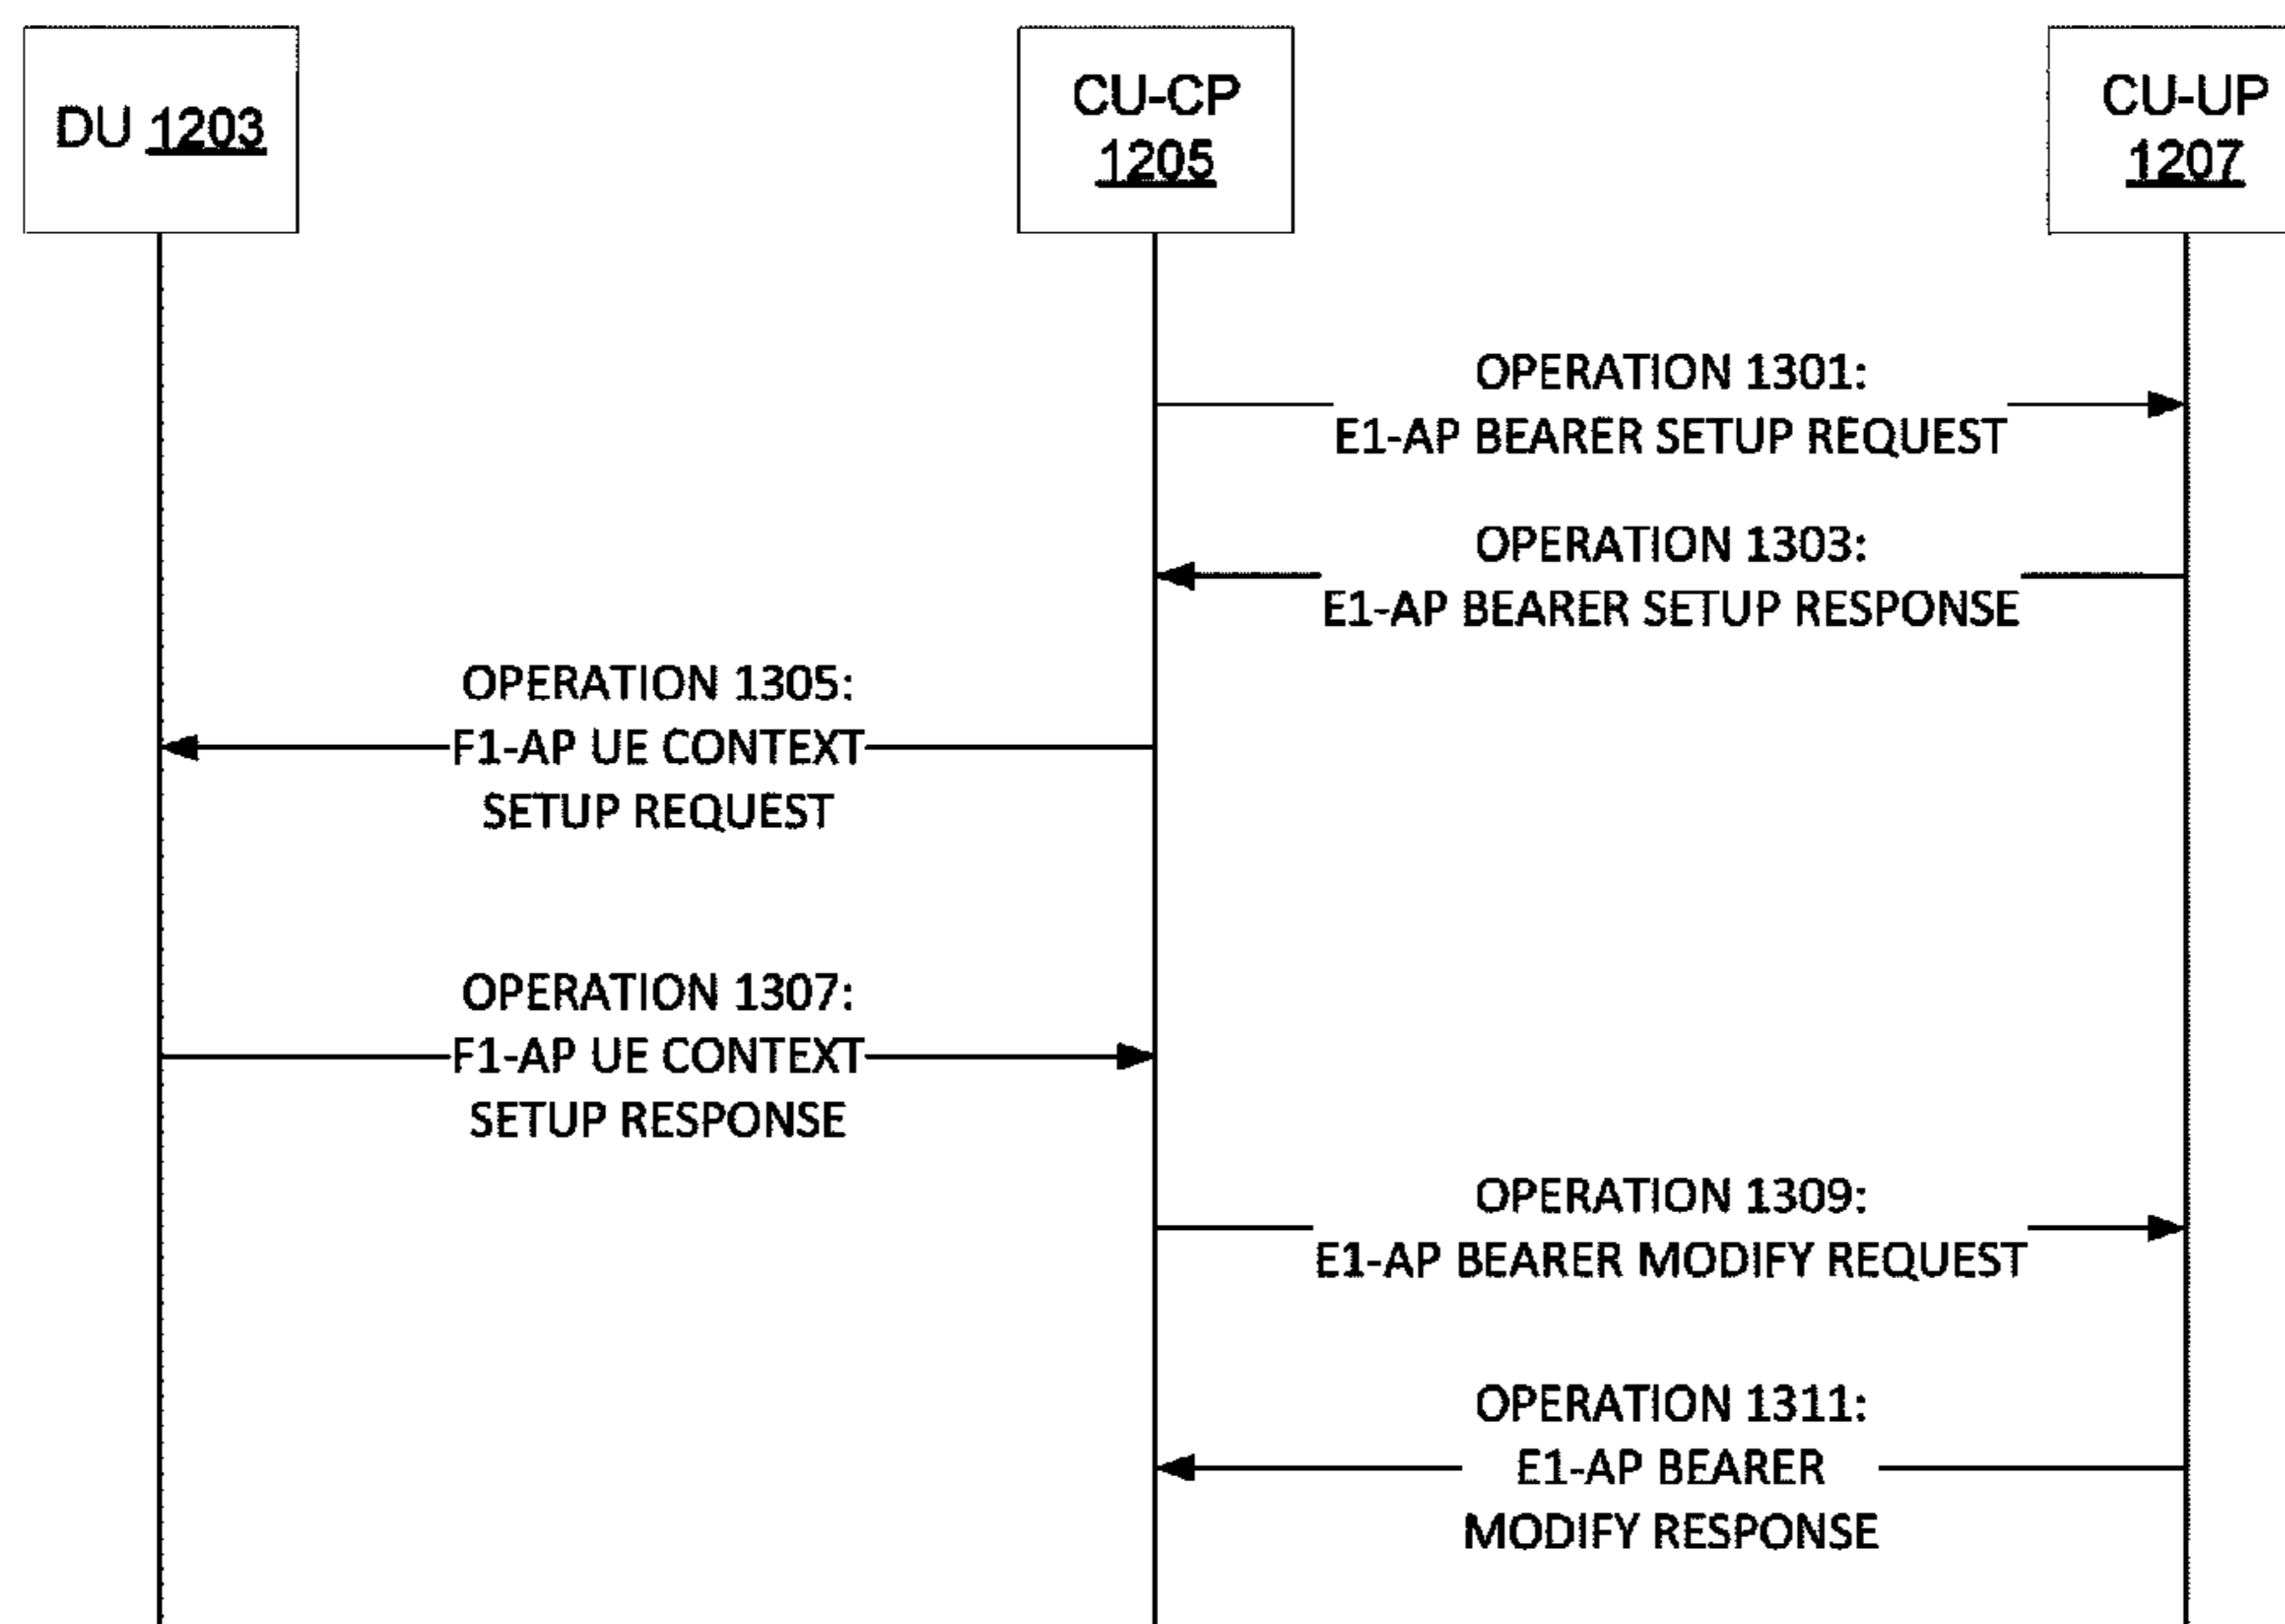 DU 1203
CU-CP
1205
CU-UP
1207
OPERATION 1301:
E1-AP BEARER SETUP REQUEST
OPERATION 1303:
E1-AP BEARER SETUP RESPONSE
OPERATION 1305:
F1-AP UE CONTEXT
SETUP REQUEST
OPERATION 1307:
F1-AP UE CONTEXT
SETUP RESPONSE
OPERATION 1309:
E1-AP BEARER MODIFY REQUEST
OPERATION 1311:
E1-AP BEARER
MODIFY RESPONSE